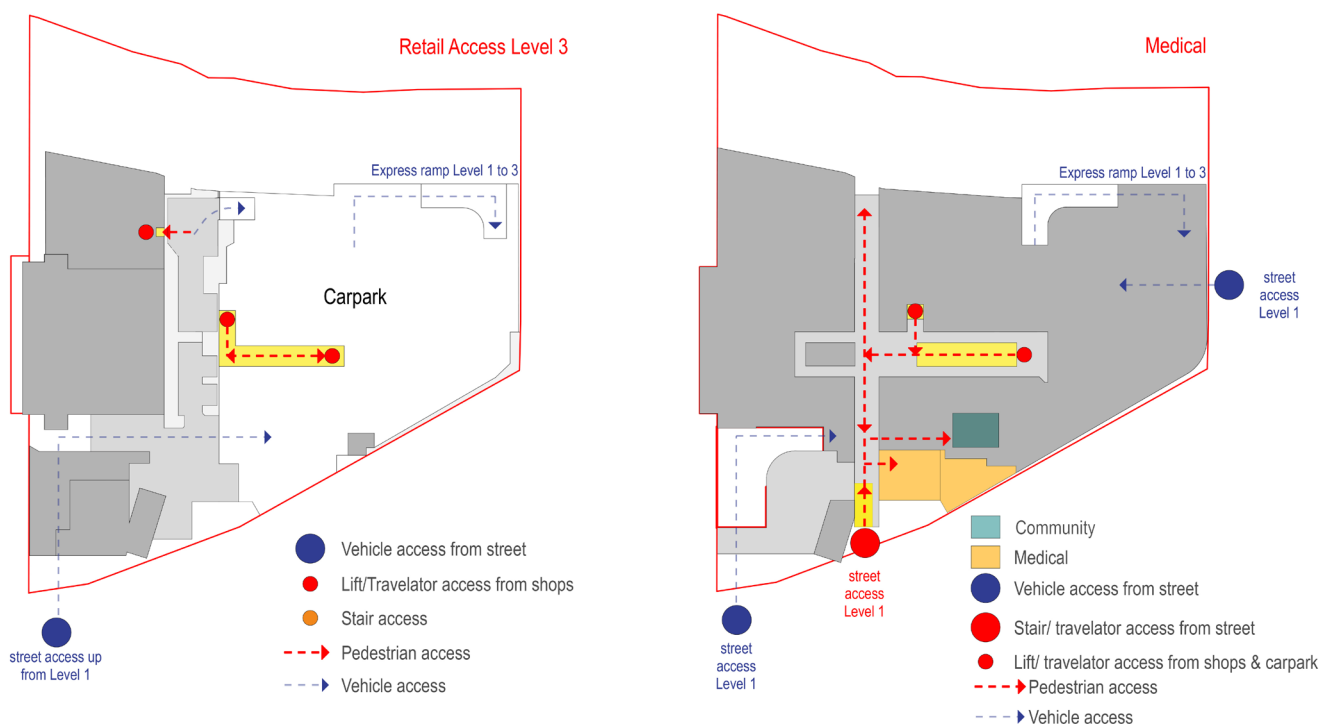 Retail Access Level 3
Express ramp Level 1 to 3
Carpark
Vehicle access from street
Lift/Travelator access from shops
Stair access
Pedestrian access
Vehicle access
street access up
from Level 1
Medical
Express ramp Level 1 to 3
street
access
Level 1
Community
Medical
Vehicle access from street
Stair/ travelator access from street
Lift/ travelator access from shops & carpark
Pedestrian access
Vehicle access
street
access
Level 1
street
access
Level 1